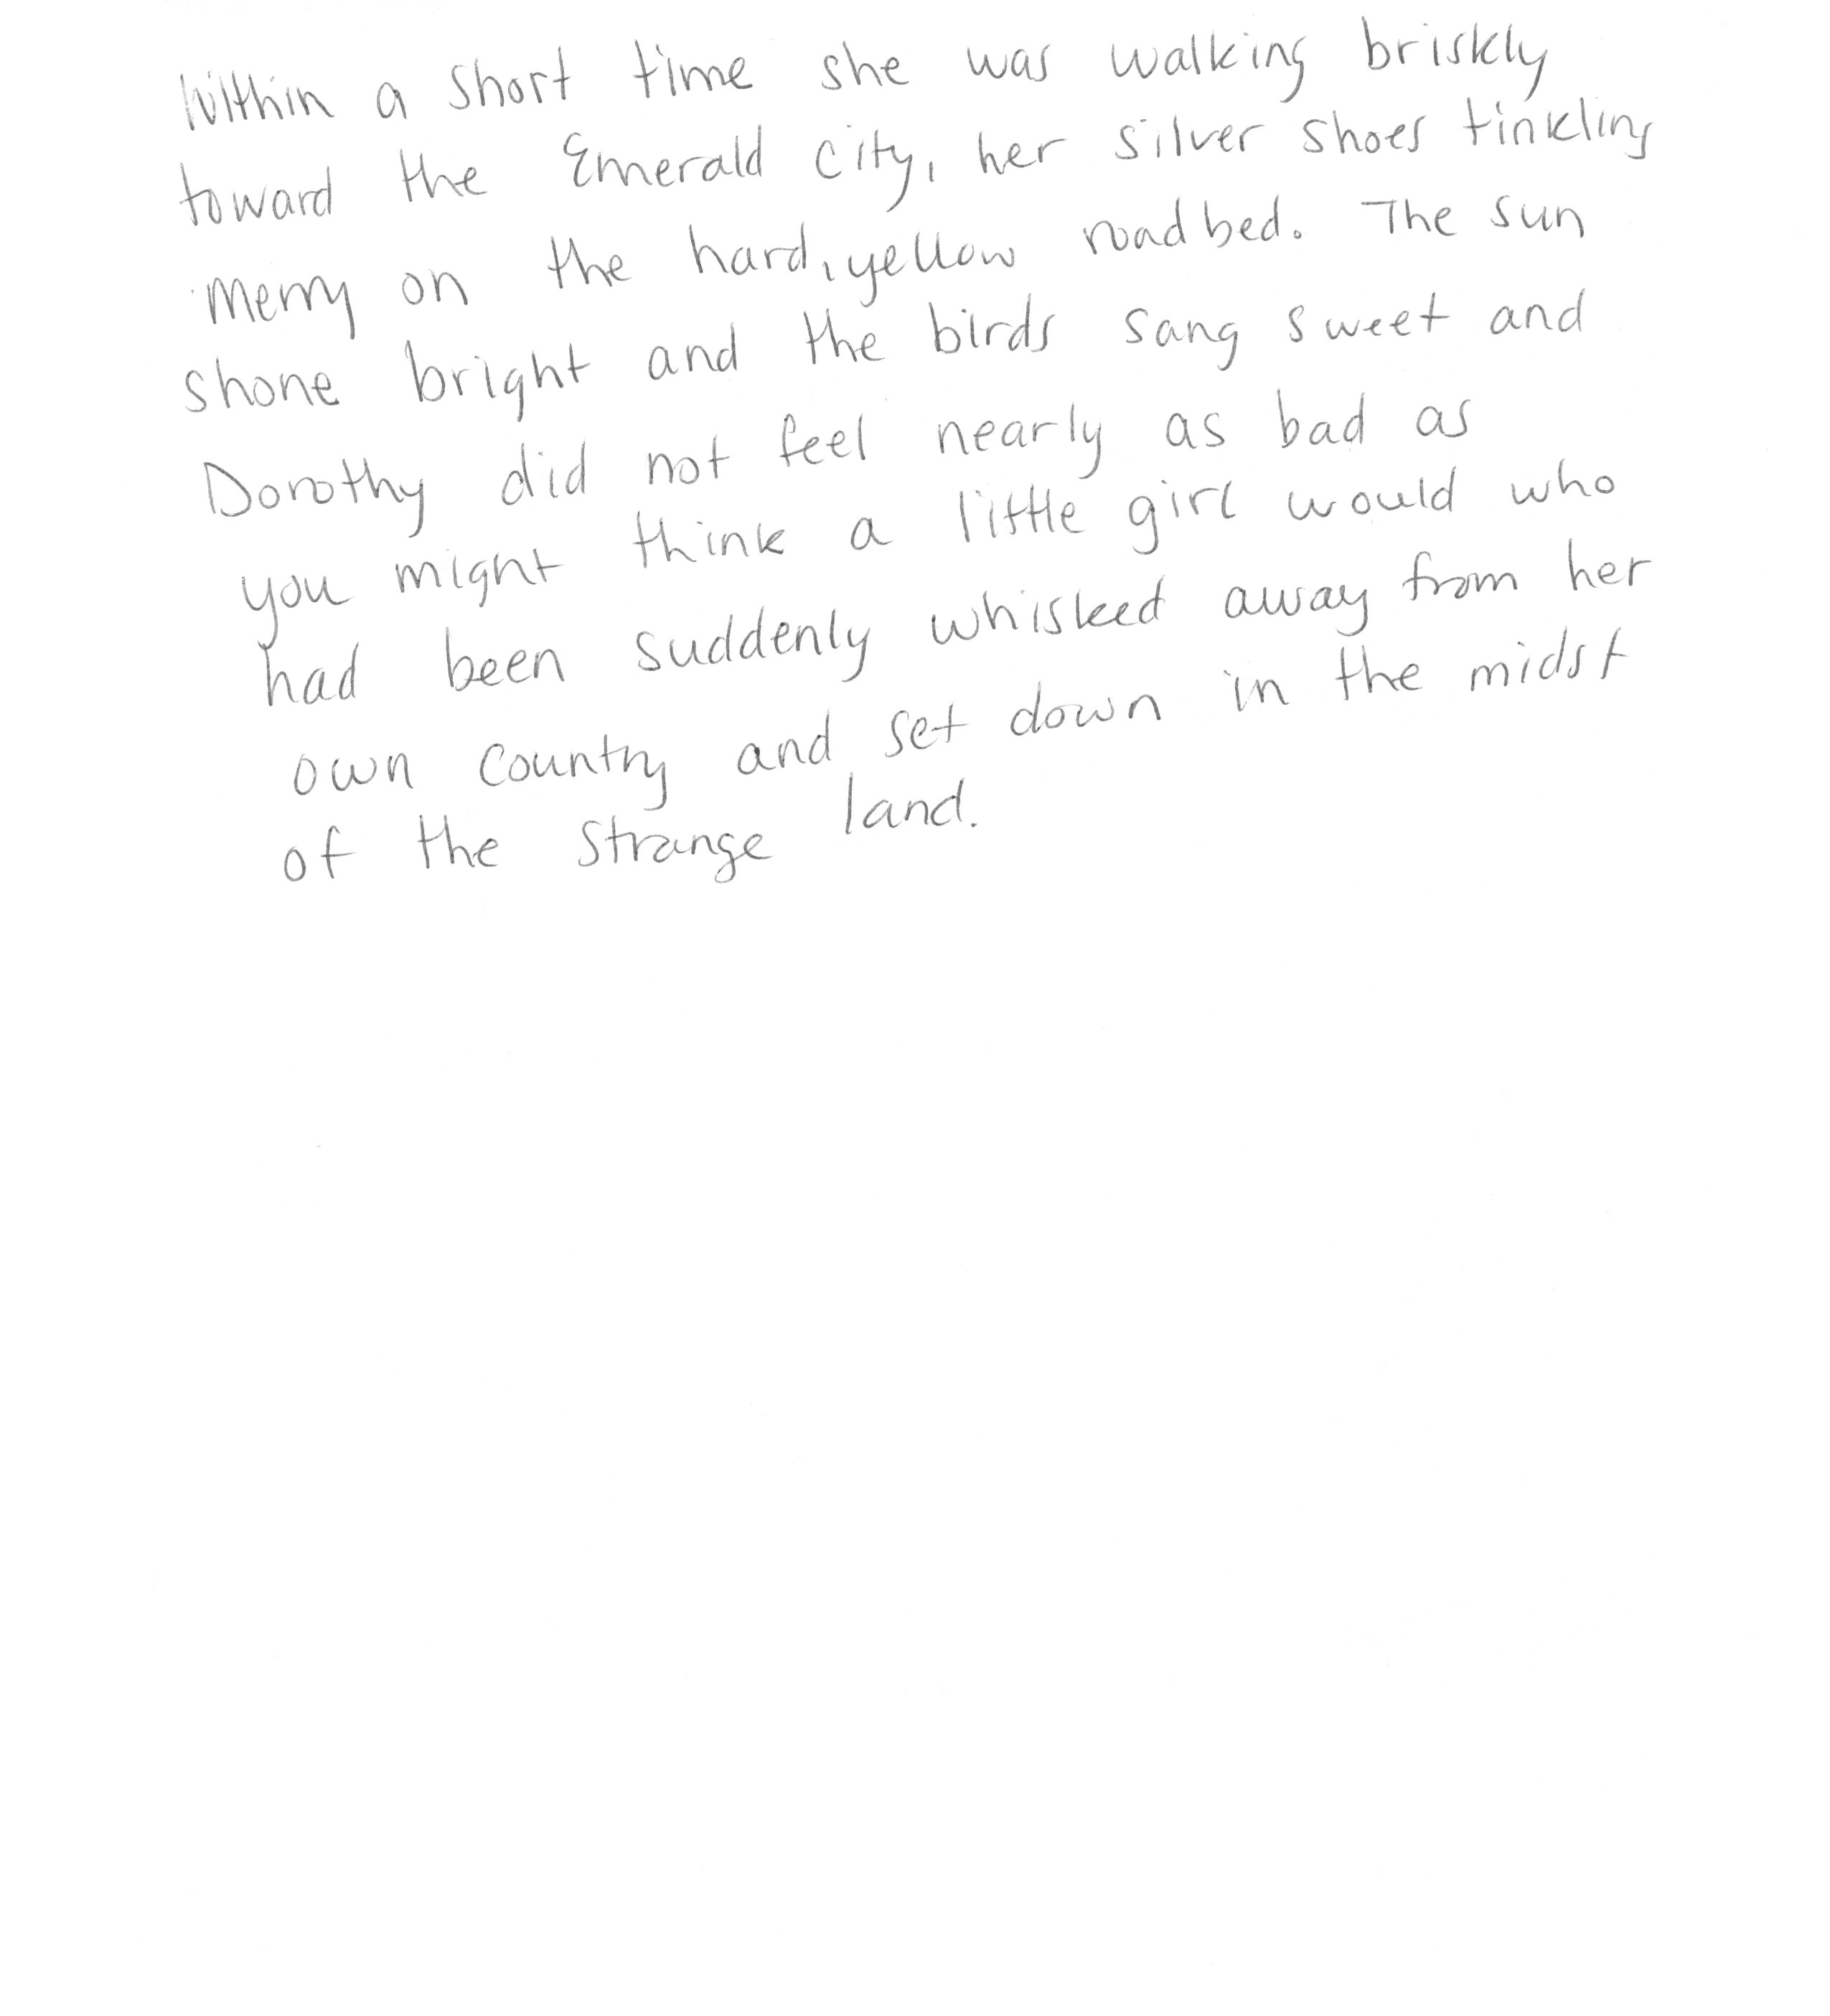 Within a short time she was walking briskly
toward the Emerald City, her silver shoes tinkling
merry on the hard, yellow roadbed. The sun
shone bright and the birds sang sweet and
Dorothy did not feel nearly as bad as
you might think a little girl would who
had been suddenly whisked away from her
own country and set down in the midst
of the strange land.